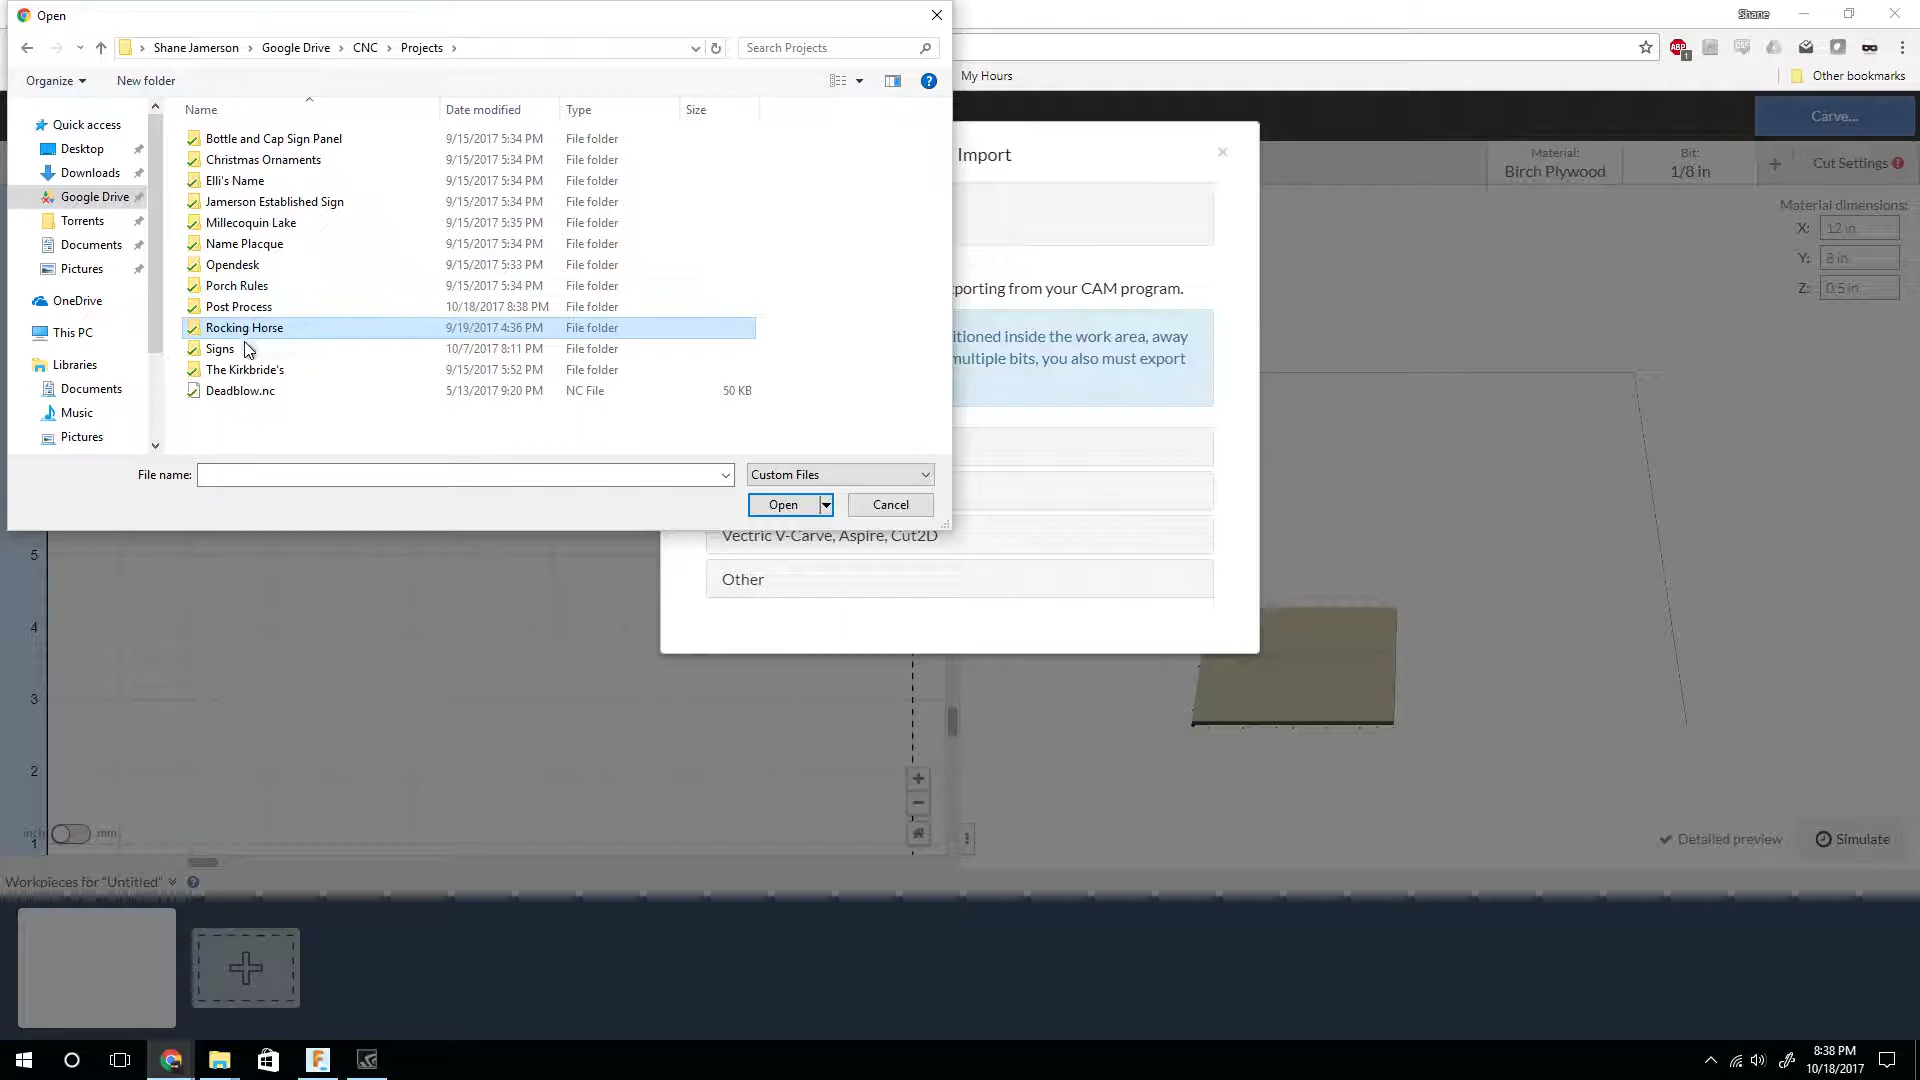 Open
Shane
Shane Jamerson
Google Drive
CNC
Projects
Search Projects
ABP
1
CSS
My Hours
Other bookmarks
Organize
New folder
?
Carve...
Name
Date modified
Type
Size
Quick access
Desktop
Downloads
Google Drive
Torrents
Documents
Pictures
OneDrive
This PC
Libraries
Documents
Music
Pictures
Bottle and Cap Sign Panel 9/15/2017 5:34 PM File folder
Christmas Ornaments 9/15/2017 5:34 PM File folder
Elli's Name 9/15/2017 5:34 PM File folder
Jamerson Established Sign 9/15/2017 5:34 PM File folder
Millecoquin Lake 9/15/2017 5:35 PM File folder
Name Placque 9/15/2017 5:34 PM File folder
Opendesk 9/15/2017 5:33 PM File folder
Porch Rules 9/15/2017 5:34 PM File folder
Post Process 10/18/2017 8:38 PM File folder
Rocking Horse 9/19/2017 4:36 PM File folder
Signs 10/7/2017 8:11 PM File folder
The Kirkbride's 9/15/2017 5:52 PM File folder
Deadblow.nc 5/13/2017 9:20 PM NC File 50 KB
File name:
Custom Files
Open
Cancel
Import
×
porting from your CAM program.
itioned inside the work area, away
multiple bits, you also must export
Vectric V-Carve, Aspire, Cut2D
Other
Material:
Birch Plywood
Bit:
1/8 in
+
Cut Settings
Material dimensions:
X: 12 in
Y: 8 in
Z: 0.5 in
5
4
3
2
1
inch
mm
+
−
Detailed preview
Simulate
Workpieces for "Untitled"
?
8:38 PM
10/18/2017